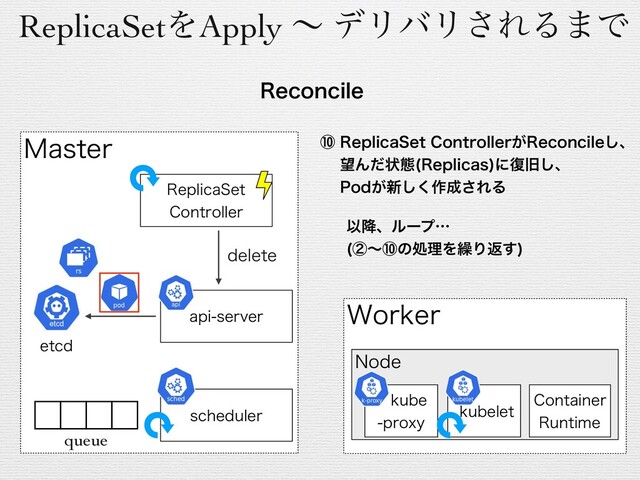 ReplicaSetをApply 〜 デリバリされるまで
Reconcile
⑩ ReplicaSet ControllerがReconcileし、
望んだ状態(Replicas)に復旧し、
Podが新しく作成される
以降、ループ…
(②〜⑩の処理を繰り返す)
Master
ReplicaSet
Controller
delete
rs
pod
api
etcd
api-server
etcd
sched
scheduler
queue
Worker
Node
k-proxy
kube
-proxy
kubelet
kubelet
Container
Runtime